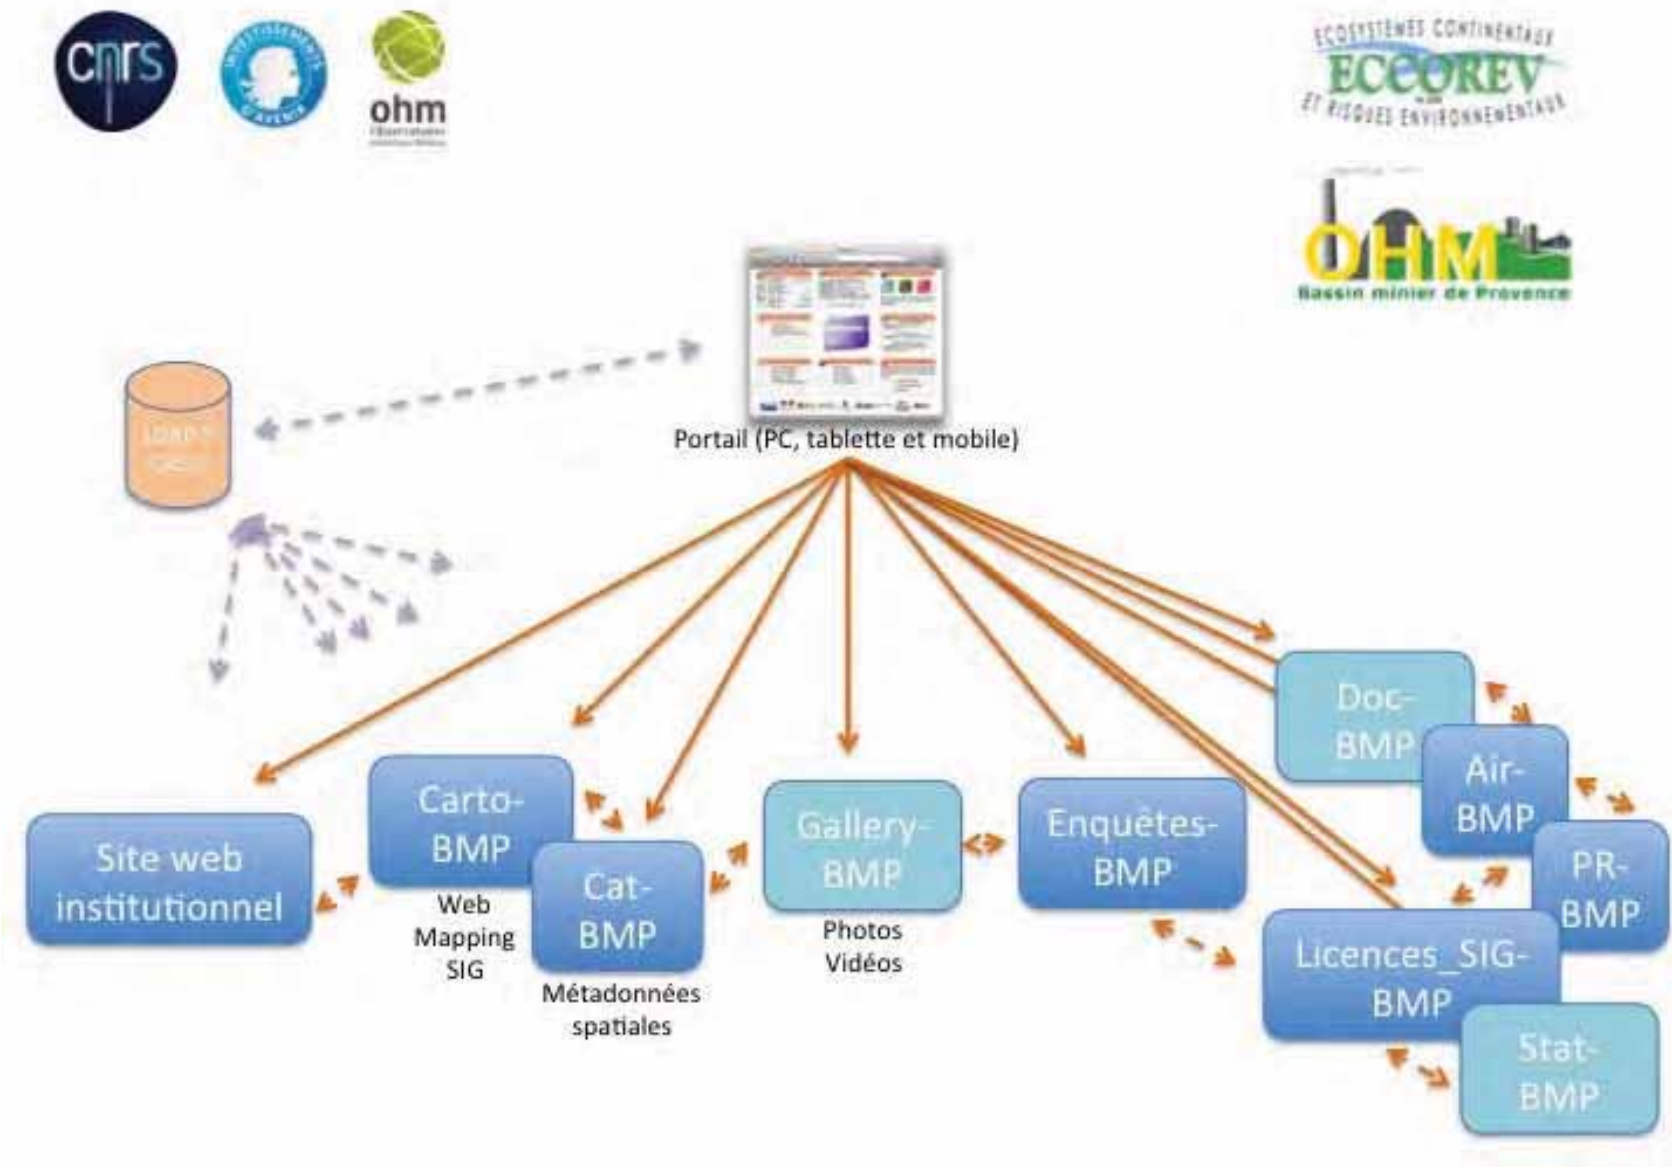 cnrs
INVESTISSEMENTS
D'AVENIR
ohm
ECOSYSTÈMES CONTINENTAUX
ECCOREV
ET RISQUES ENVIRONNEMENTAUX
OHM
Bassin minier de Provence
Portail (PC, tablette et mobile)
Site web
institutionnel
Carto-
BMP
Web
Mapping
SIG
Cat-
BMP
Métadonnées
spatiales
Gallery-
BMP
Photos
Vidéos
Enquêtes-
BMP
Doc-
BMP
Air-
BMP
PR-
BMP
Licences_SIG-
BMP
Stat-
BMP